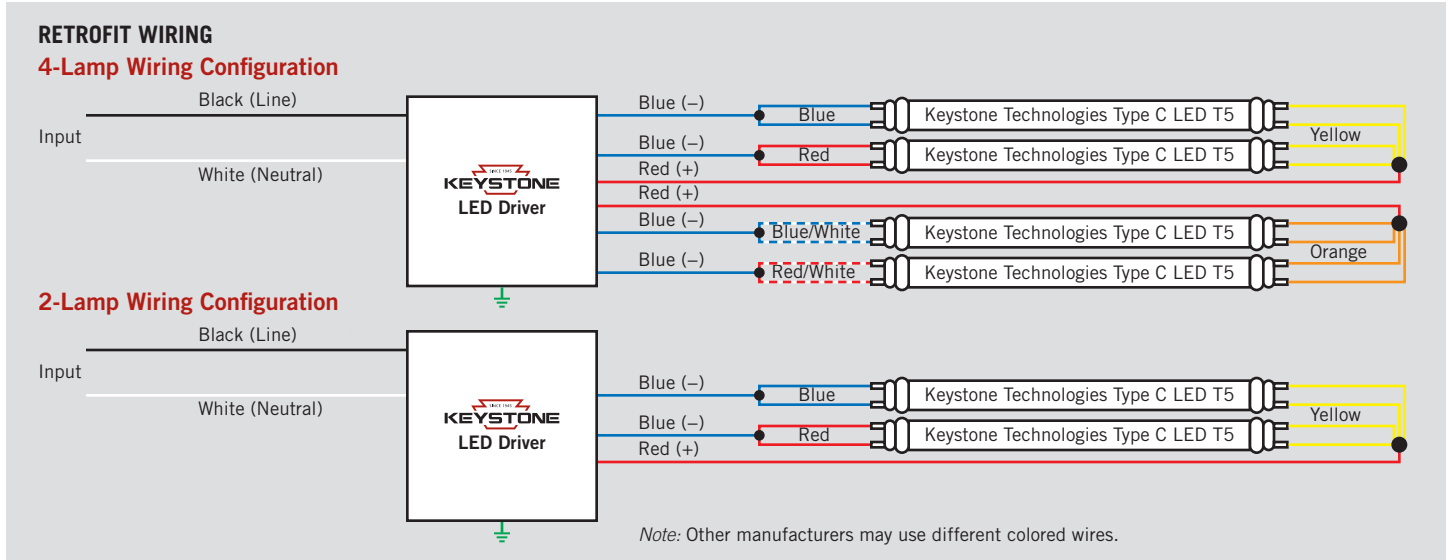 RETROFIT WIRING
4-Lamp Wiring Configuration
Black (Line)
Input
White (Neutral)
SINCE 1945
KEYSTONE
LED Driver
Blue (–)
Blue
Keystone Technologies Type C LED T5
Yellow
Blue (–)
Red
Keystone Technologies Type C LED T5
Red (+)
Red (+)
Blue (–)
Blue/White
Keystone Technologies Type C LED T5
Orange
Blue (–)
Red/White
Keystone Technologies Type C LED T5
2-Lamp Wiring Configuration
Black (Line)
Input
White (Neutral)
SINCE 1945
KEYSTONE
LED Driver
Blue (–)
Blue
Keystone Technologies Type C LED T5
Yellow
Blue (–)
Red
Keystone Technologies Type C LED T5
Red (+)
Note: Other manufacturers may use different colored wires.